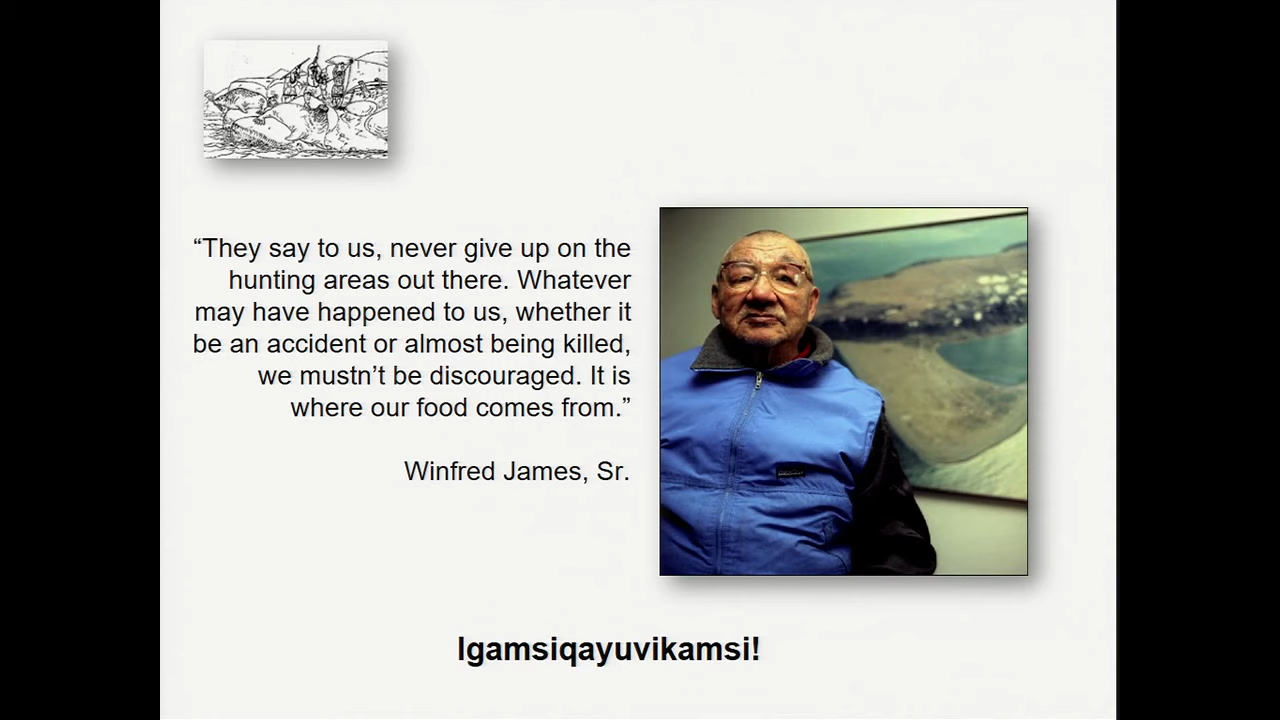 “They say to us, never give up on the
hunting areas out there. Whatever
may have happened to us, whether it
be an accident or almost being killed,
we mustn’t be discouraged. It is
where our food comes from.”
Winfred James, Sr.
Igamsiqayuvikamsi!